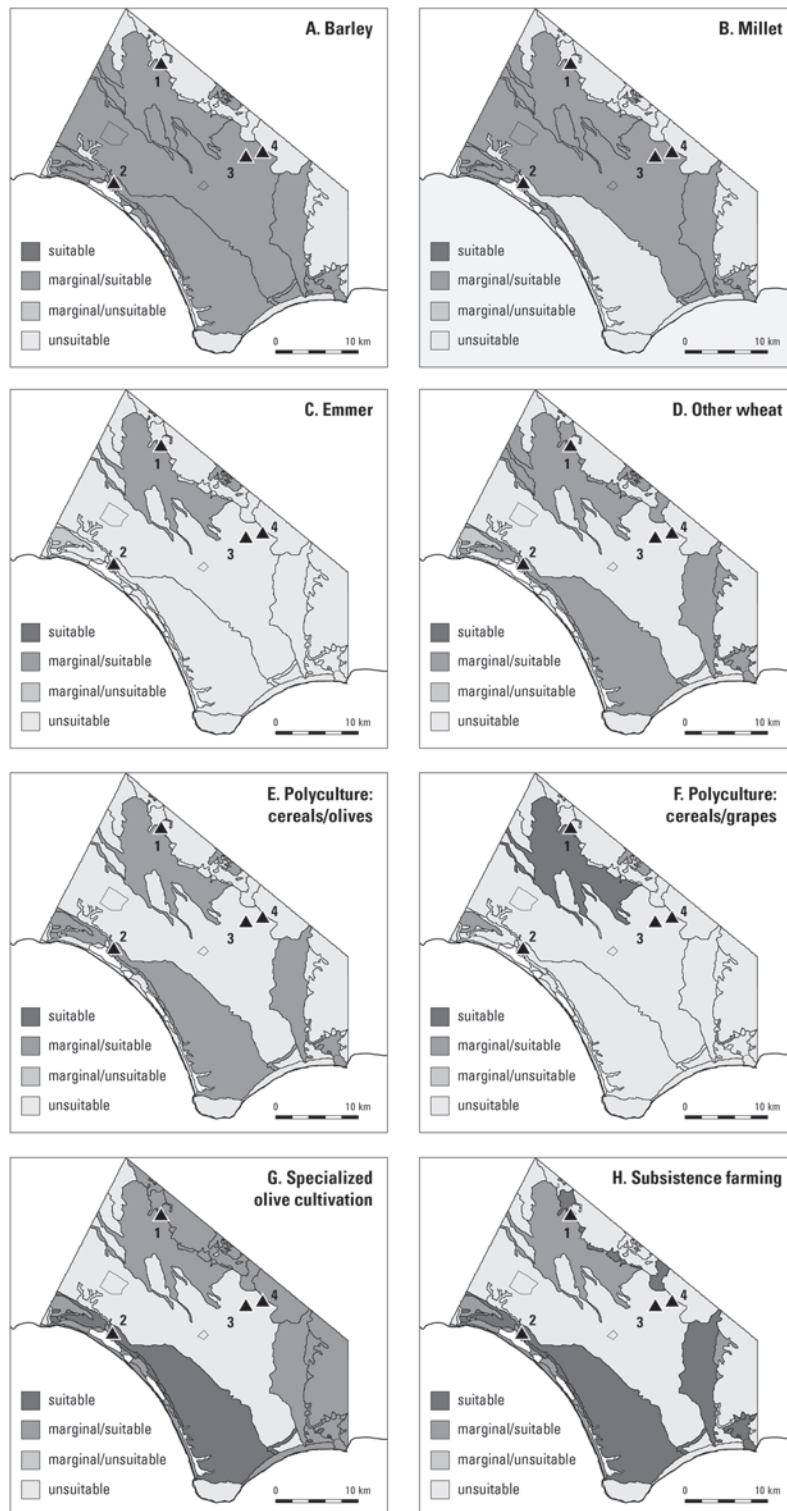 A. Barley
1
2
3
4
suitable
marginal/suitable
marginal/unsuitable
unsuitable
0 10 km
B. Millet
1
2
3
4
suitable
marginal/suitable
marginal/unsuitable
unsuitable
0 10 km
C. Emmer
1
2
3
4
suitable
marginal/suitable
marginal/unsuitable
unsuitable
0 10 km
D. Other wheat
1
2
3
4
suitable
marginal/suitable
marginal/unsuitable
unsuitable
0 10 km
E. Polyculture:
cereals/olives
1
2
3
4
suitable
marginal/suitable
marginal/unsuitable
unsuitable
0 10 km
F. Polyculture:
cereals/grapes
1
2
3
4
suitable
marginal/suitable
marginal/unsuitable
unsuitable
0 10 km
G. Specialized
olive cultivation
1
2
3
4
suitable
marginal/suitable
marginal/unsuitable
unsuitable
0 10 km
H. Subsistence farming
1
2
3
4
suitable
marginal/suitable
marginal/unsuitable
unsuitable
0 10 km